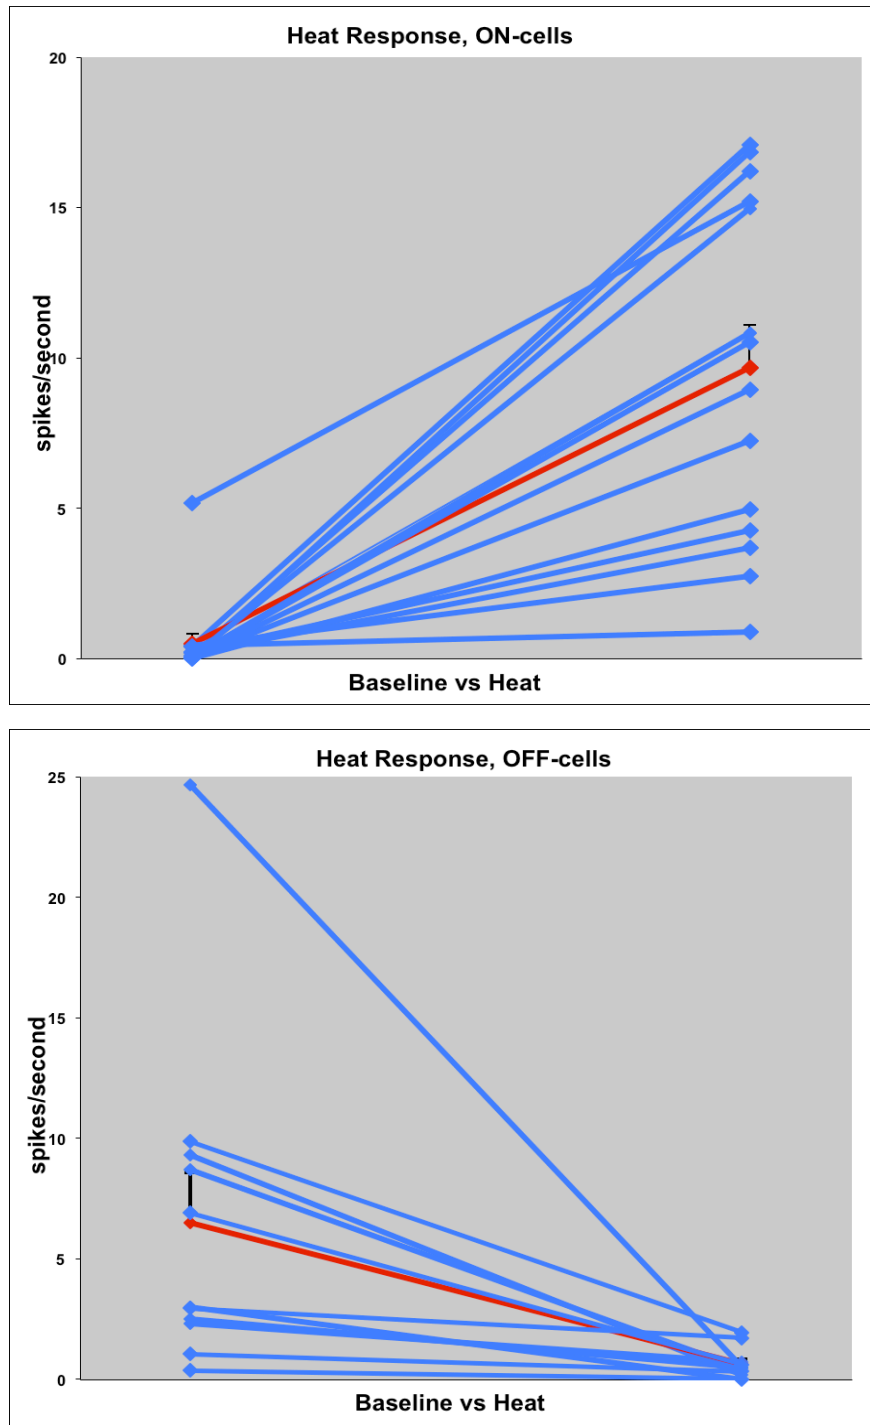 Heat Response, ON-cells
20
15
10
5
0
spikes/second
Baseline vs Heat
Heat Response, OFF-cells
25
20
15
10
5
0
spikes/second
Baseline vs Heat